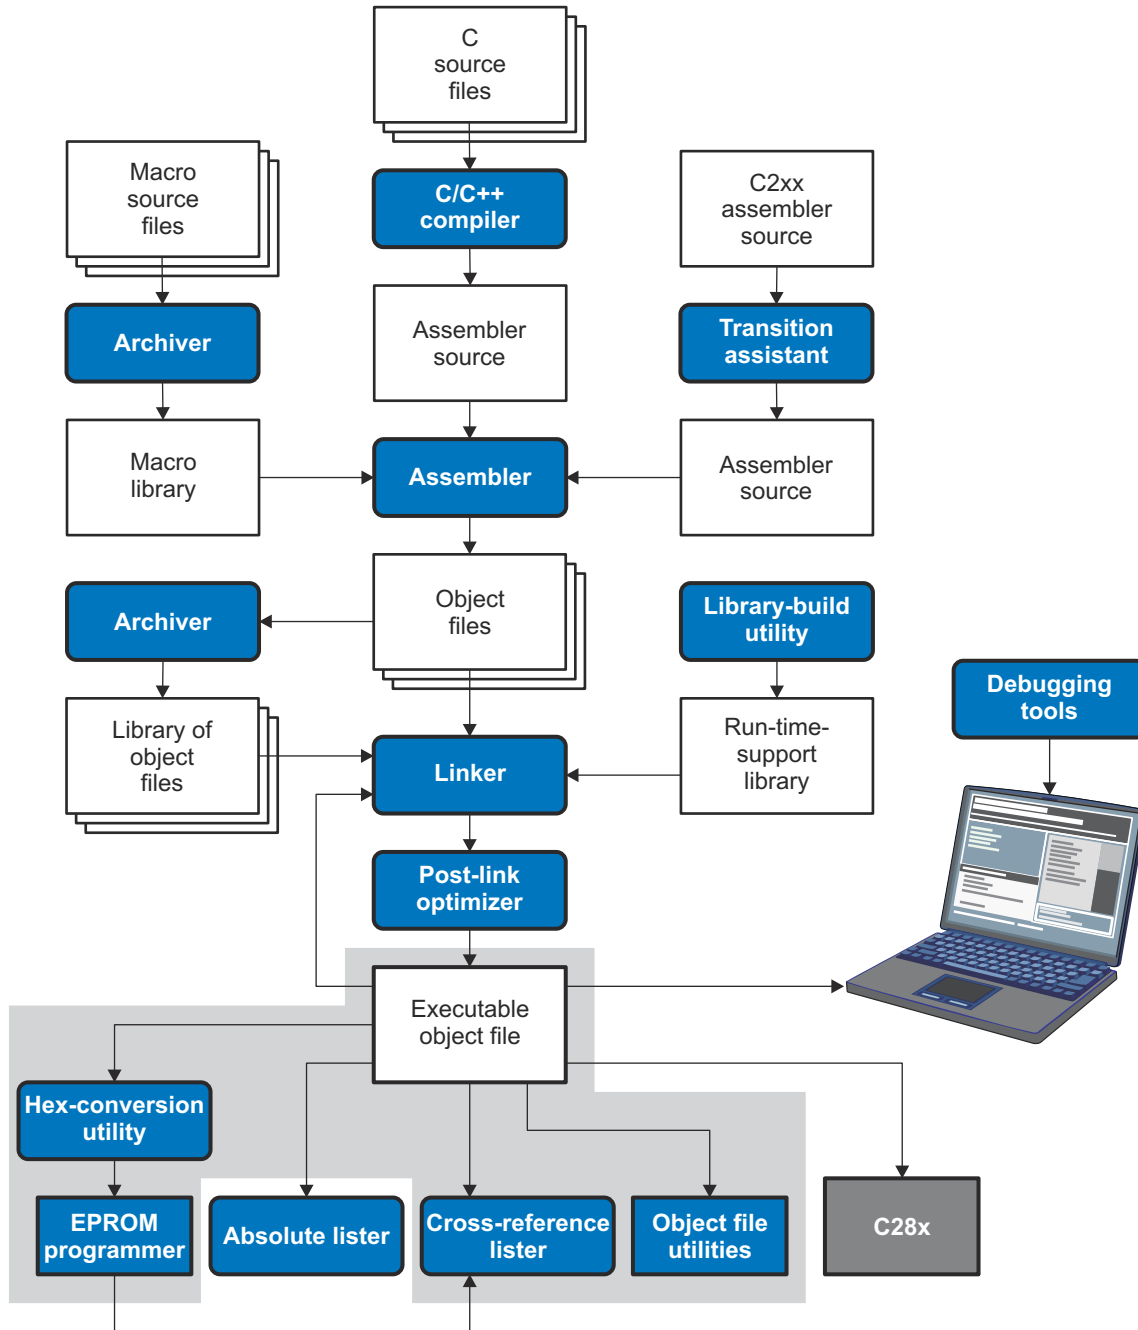 C
source
files
Macro
source
files
C/C++
compiler
C2xx
assembler
source
Archiver
Assembler
source
Transition
assistant
Macro
library
Assembler
Assembler
source
Archiver
Object
files
Library-build
utility
Debugging
tools
Library of
object
files
Linker
Run-time-
support
library
Post-link
optimizer
Executable
object file
Hex-conversion
utility
EPROM
programmer
Absolute lister
Cross-reference
lister
Object file
utilities
C28x